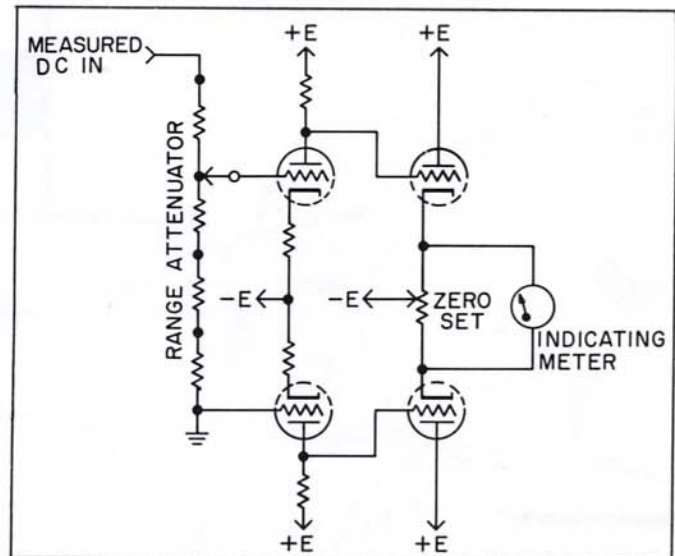 +E
+E
MEASURED
DC IN
RANGE ATTENUATOR
-E
-E
ZERO
SET
INDICATING
METER
+E
+E